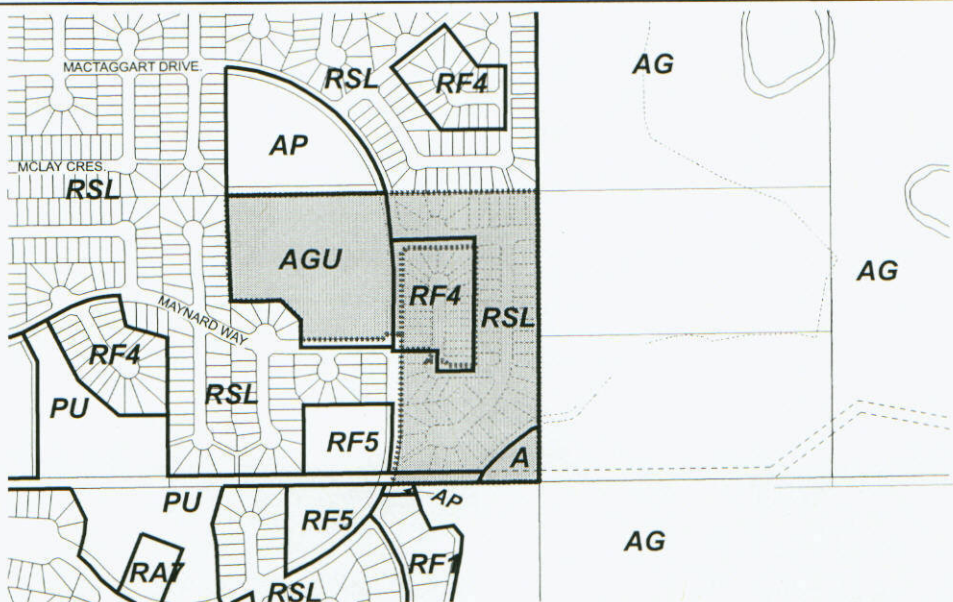 AG
MACTAGGART DRIVE.
RSL
RF4
AP
MCLAY CRES.
RSL
AGU
AG
RF4
RSL
MAYNARD WAY
RF4
RSL
PU
RF5
A
PU
AP
RF5
AG
RF1
RA7
RSL